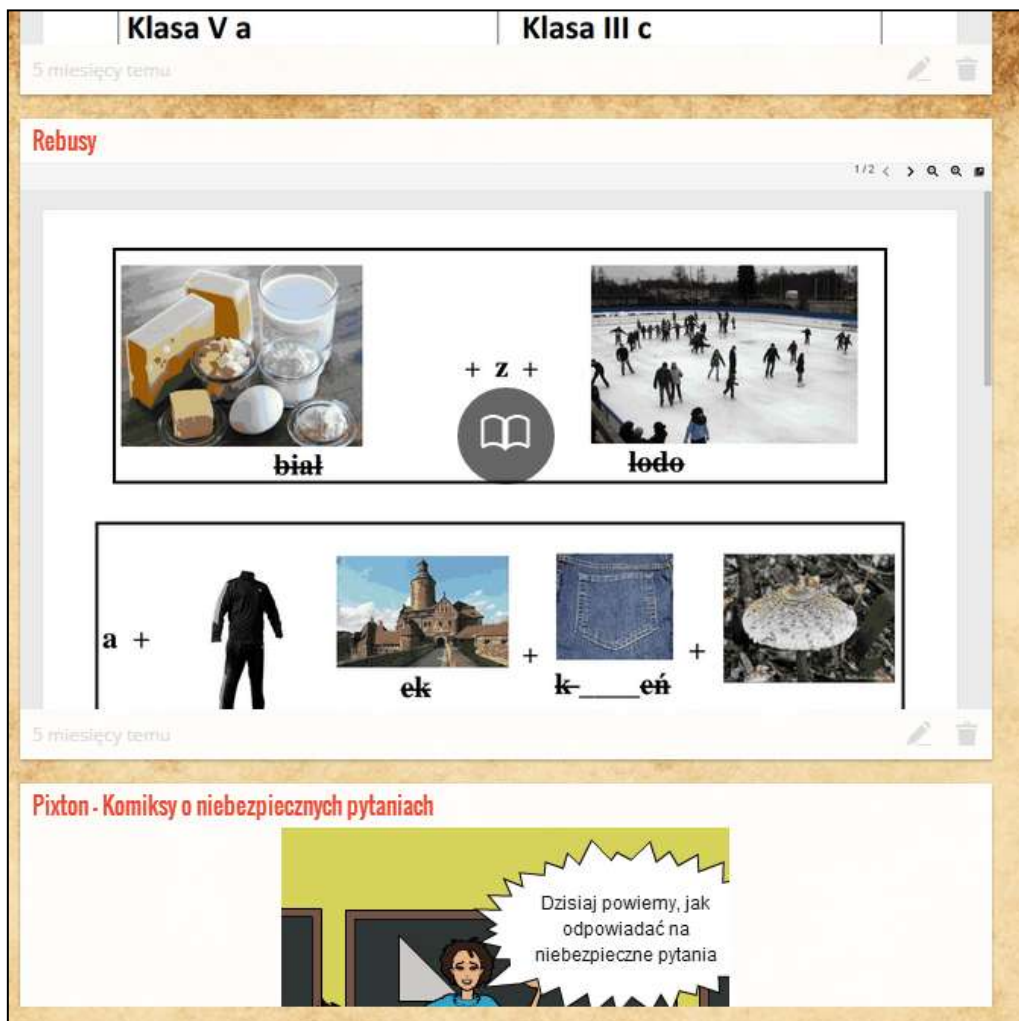 Klasa V a
Klasa III c
5 miesięcy temu
Rebusy
1/2
+ z +
biał
lodo
a +
+
+
ek
k-____eń
5 miesięcy temu
Pixton - Komiksy o niebezpiecznych pytaniach
Dzisiaj powiemy, jak
odpowiadać na
niebezpieczne pytania